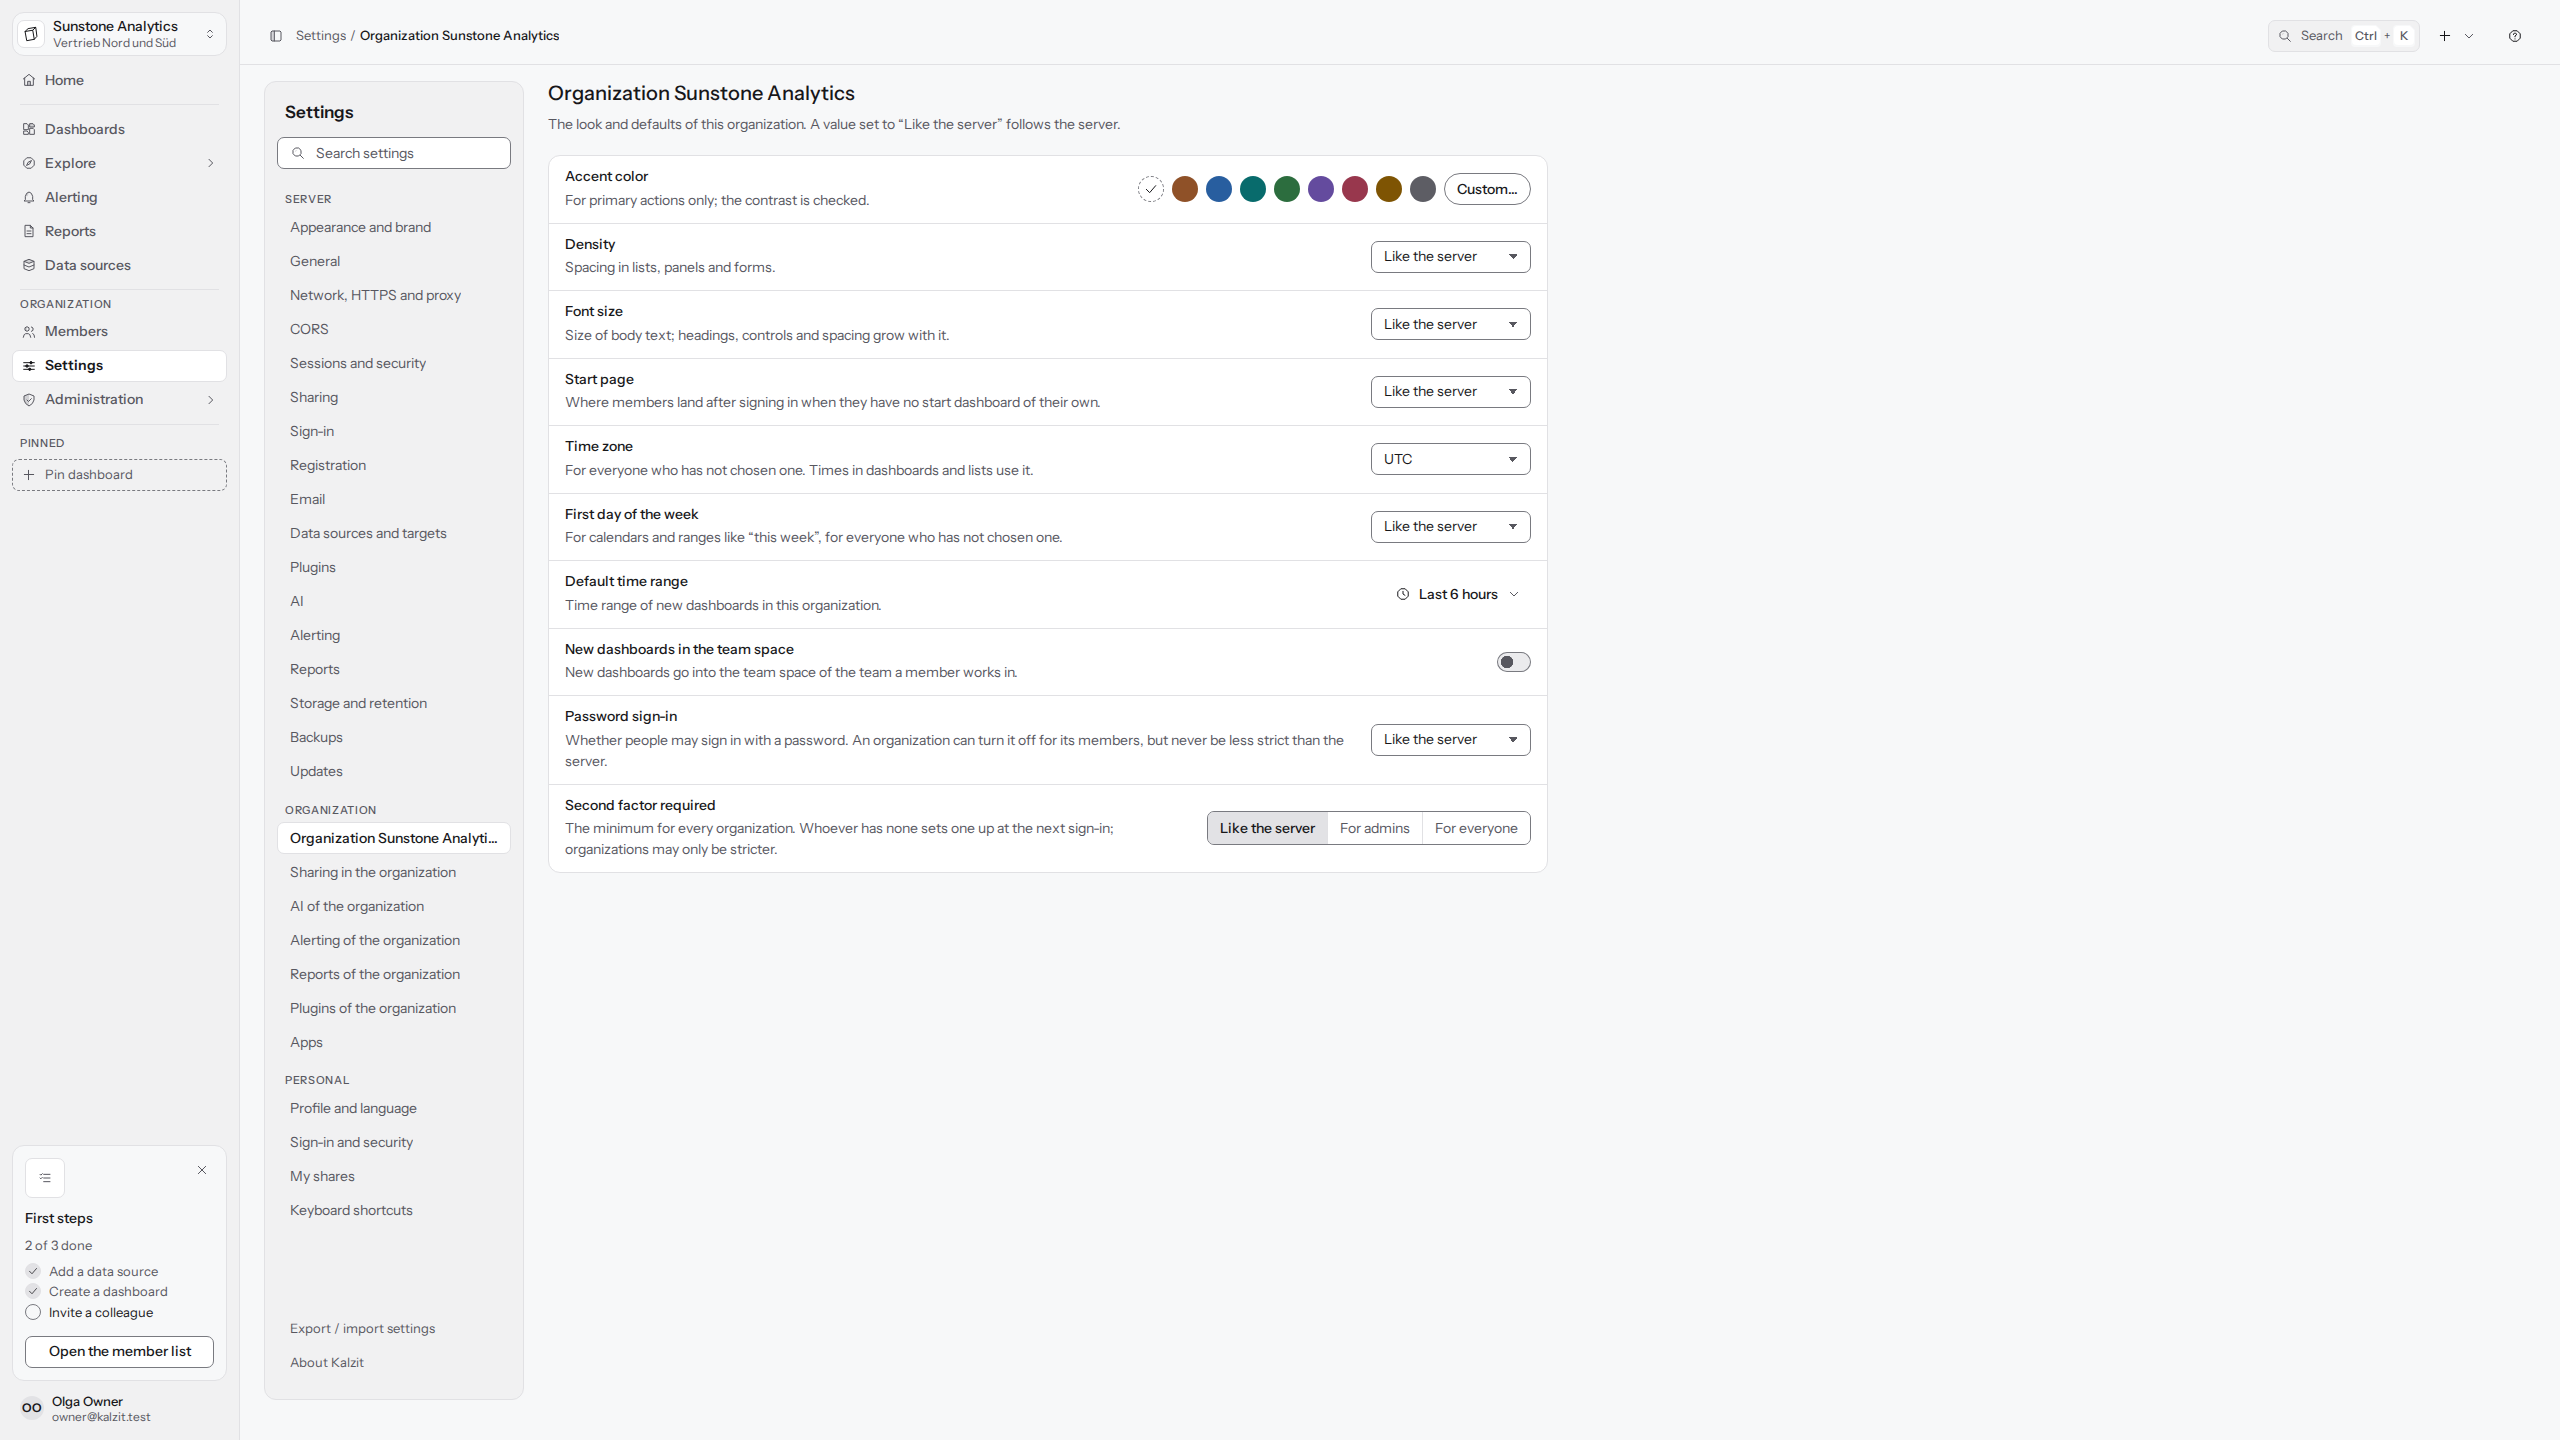 Sunstone Analytics
Vertrieb Nord und Süd
Home
Dashboards
Explore
Alerting
Reports
Data sources
ORGANIZATION
Members
Settings
Administration
PINNED
Pin dashboard
First steps
2 of 3 done
Add a data source
Create a dashboard
Invite a colleague
Open the member list
OO
Olga Owner
owner@kalzit.test
Settings / Organization Sunstone Analytics
Search Ctrl + K
Settings
Search settings
SERVER
Appearance and brand
General
Network, HTTPS and proxy
CORS
Sessions and security
Sharing
Sign-in
Registration
Email
Data sources and targets
Plugins
AI
Alerting
Reports
Storage and retention
Backups
Updates
ORGANIZATION
Organization Sunstone Analyti...
Sharing in the organization
AI of the organization
Alerting of the organization
Reports of the organization
Plugins of the organization
Apps
PERSONAL
Profile and language
Sign-in and security
My shares
Keyboard shortcuts
Export / import settings
About Kalzit
Organization Sunstone Analytics
The look and defaults of this organization. A value set to “Like the server” follows the server.
Accent color
For primary actions only; the contrast is checked.
Custom...
Density
Spacing in lists, panels and forms.
Like the server
Font size
Size of body text; headings, controls and spacing grow with it.
Like the server
Start page
Where members land after signing in when they have no start dashboard of their own.
Like the server
Time zone
For everyone who has not chosen one. Times in dashboards and lists use it.
UTC
First day of the week
For calendars and ranges like “this week”, for everyone who has not chosen one.
Like the server
Default time range
Time range of new dashboards in this organization.
Last 6 hours
New dashboards in the team space
New dashboards go into the team space of the team a member works in.
Password sign-in
Whether people may sign in with a password. An organization can turn it off for its members, but never be less strict than the
server.
Like the server
Second factor required
The minimum for every organization. Whoever has none sets one up at the next sign-in;
organizations may only be stricter.
Like the server
For admins
For everyone